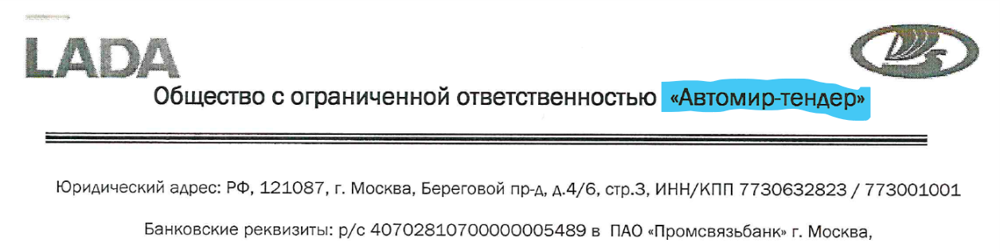 LADA
Общество с ограниченной ответственностью «Автомир-тендер»
Юридический адрес: РФ, 121087, г. Москва, Береговой пр-д, д.4/6, стр.3, ИНН/КПП 7730632823 / 773001001
Банковские реквизиты: р/с 40702810700000005489 в ПАО «Промсвязьбанк» г. Москва,